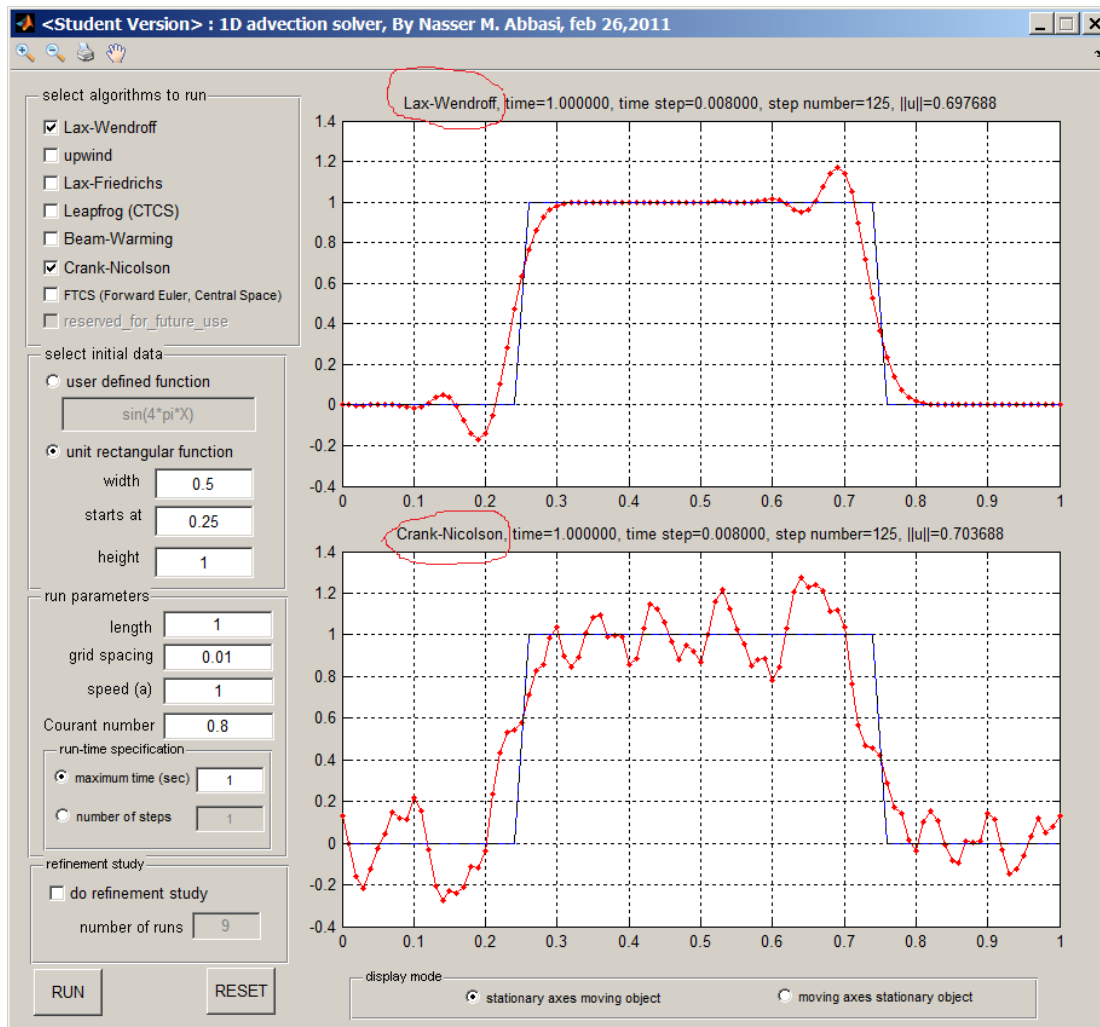 <Student Version> : 1D advection solver, By Nasser M. Abbasi, feb 26,2011
select algorithms to run
Lax-Wendroff
upwind
Lax-Friedrichs
Leapfrog (CTCS)
Beam-Warming
Crank-Nicolson
FTCS (Forward Euler, Central Space)
reserved_for_future_use
select initial data
user defined function
sin(4*pi*X)
unit rectangular function
width 0.5
starts at 0.25
height 1
run parameters
length 1
grid spacing 0.01
speed (a) 1
Courant number 0.8
run-time specification
maximum time (sec) 1
number of steps 1
refinement study
do refinement study
number of runs 9
RUN RESET
Lax-Wendroff, time=1.000000, time step=0.008000, step number=125, ||u||=0.697688
1.4
1.2
1
0.8
0.6
0.4
0.2
0
-0.2
-0.4
0 0.1 0.2 0.3 0.4 0.5 0.6 0.7 0.8 0.9 1
Crank-Nicolson, time=1.000000, time step=0.008000, step number=125, ||u||=0.703688
1.4
1.2
1
0.8
0.6
0.4
0.2
0
-0.2
-0.4
0 0.1 0.2 0.3 0.4 0.5 0.6 0.7 0.8 0.9 1
display mode
stationary axes moving object moving axes stationary object